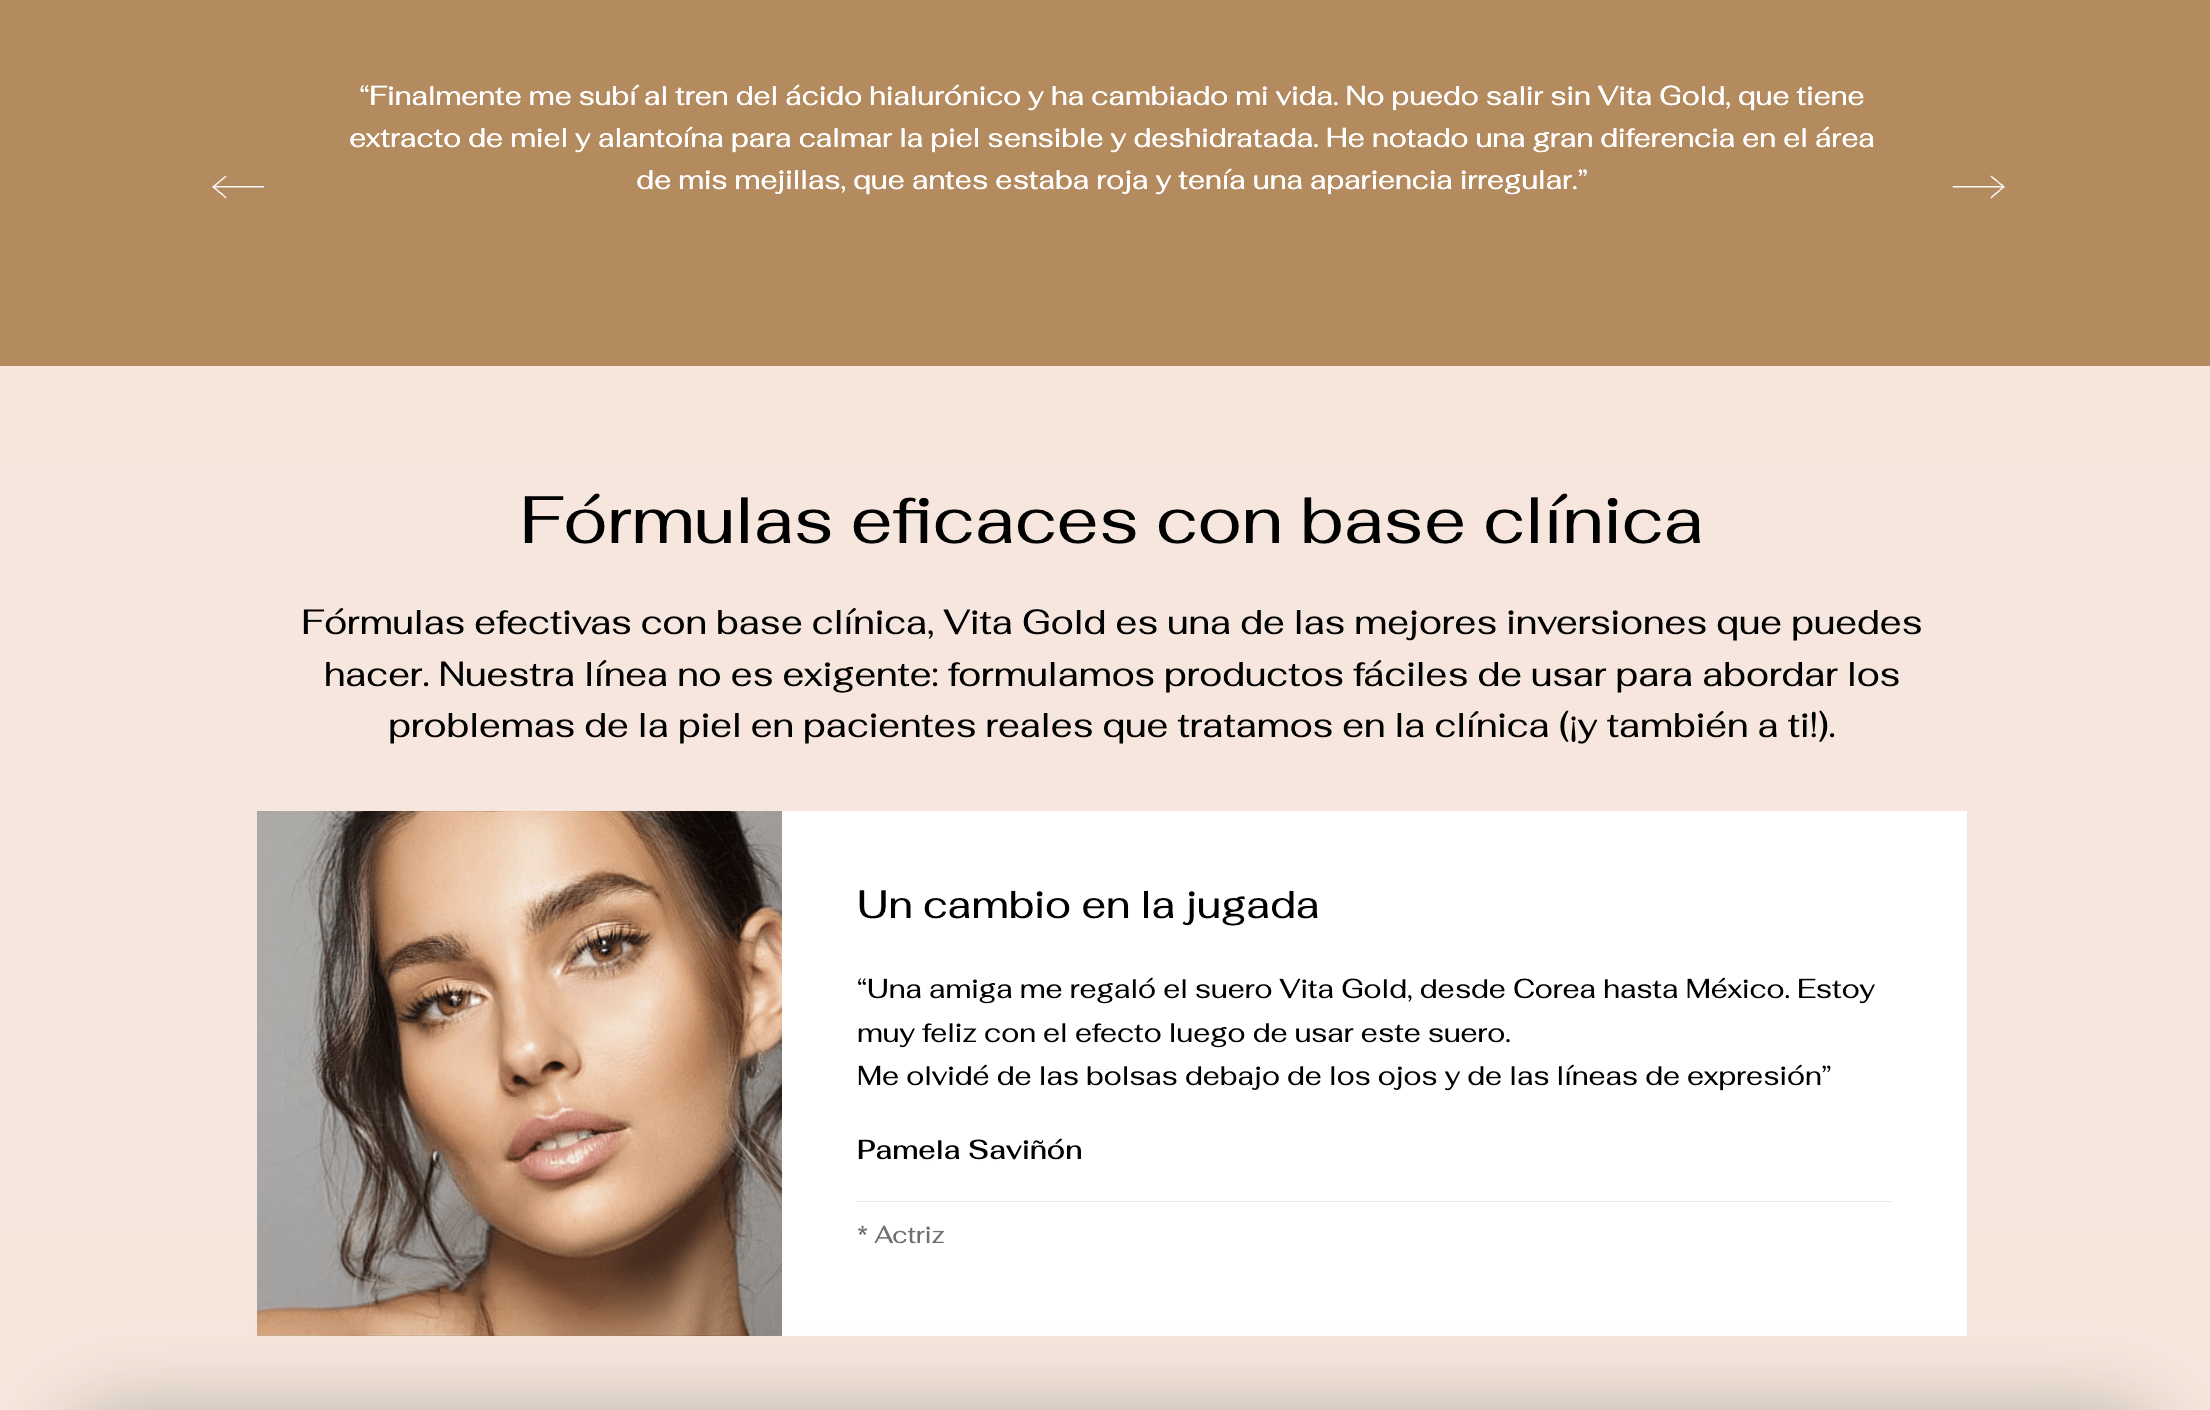 “Finalmente me subí al tren del ácido hialurónico y ha cambiado mi vida. No puedo salir sin Vita Gold, que tiene
extracto de miel y alantoína para calmar la piel sensible y deshidratada. He notado una gran diferencia en el área
de mis mejillas, que antes estaba roja y tenía una apariencia irregular.”
Fórmulas eficaces con base clínica
Fórmulas efectivas con base clínica, Vita Gold es una de las mejores inversiones que puedes
hacer. Nuestra línea no es exigente: formulamos productos fáciles de usar para abordar los
problemas de la piel en pacientes reales que tratamos en la clínica (¡y también a ti!).
Un cambio en la jugada
“Una amiga me regaló el suero Vita Gold, desde Corea hasta México. Estoy
muy feliz con el efecto luego de usar este suero.
Me olvidé de las bolsas debajo de los ojos y de las líneas de expresión”
Pamela Saviñón
* Actriz